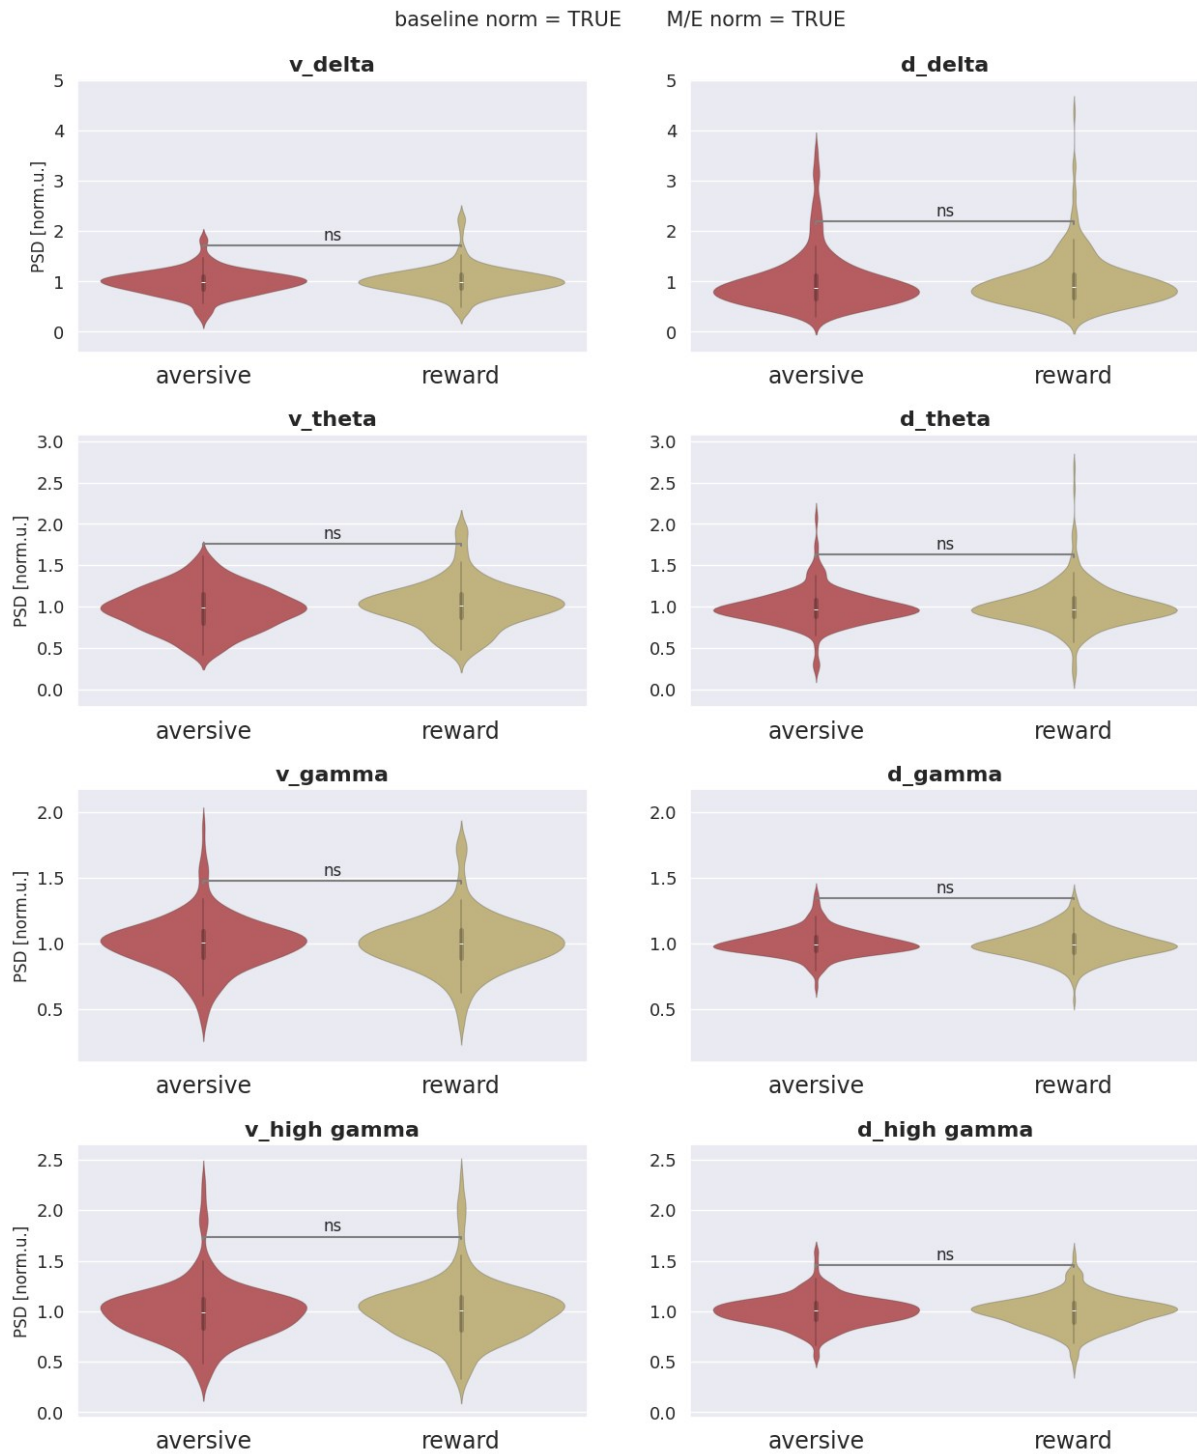 baseline norm = TRUE M/E norm = TRUE
v_delta
PSD [norm.u.]
5
4
3
2
1
0
ns
aversive reward
d_delta
5
4
3
2
1
0
ns
aversive reward
v_theta
PSD [norm.u.]
3.0
2.5
2.0
1.5
1.0
0.5
0.0
ns
aversive reward
d_theta
3.0
2.5
2.0
1.5
1.0
0.5
0.0
ns
aversive reward
v_gamma
PSD [norm.u.]
2.0
1.5
1.0
0.5
ns
aversive reward
d_gamma
2.0
1.5
1.0
0.5
ns
aversive reward
v_high gamma
PSD [norm.u.]
2.5
2.0
1.5
1.0
0.5
0.0
ns
aversive reward
d_high gamma
2.5
2.0
1.5
1.0
0.5
0.0
ns
aversive reward